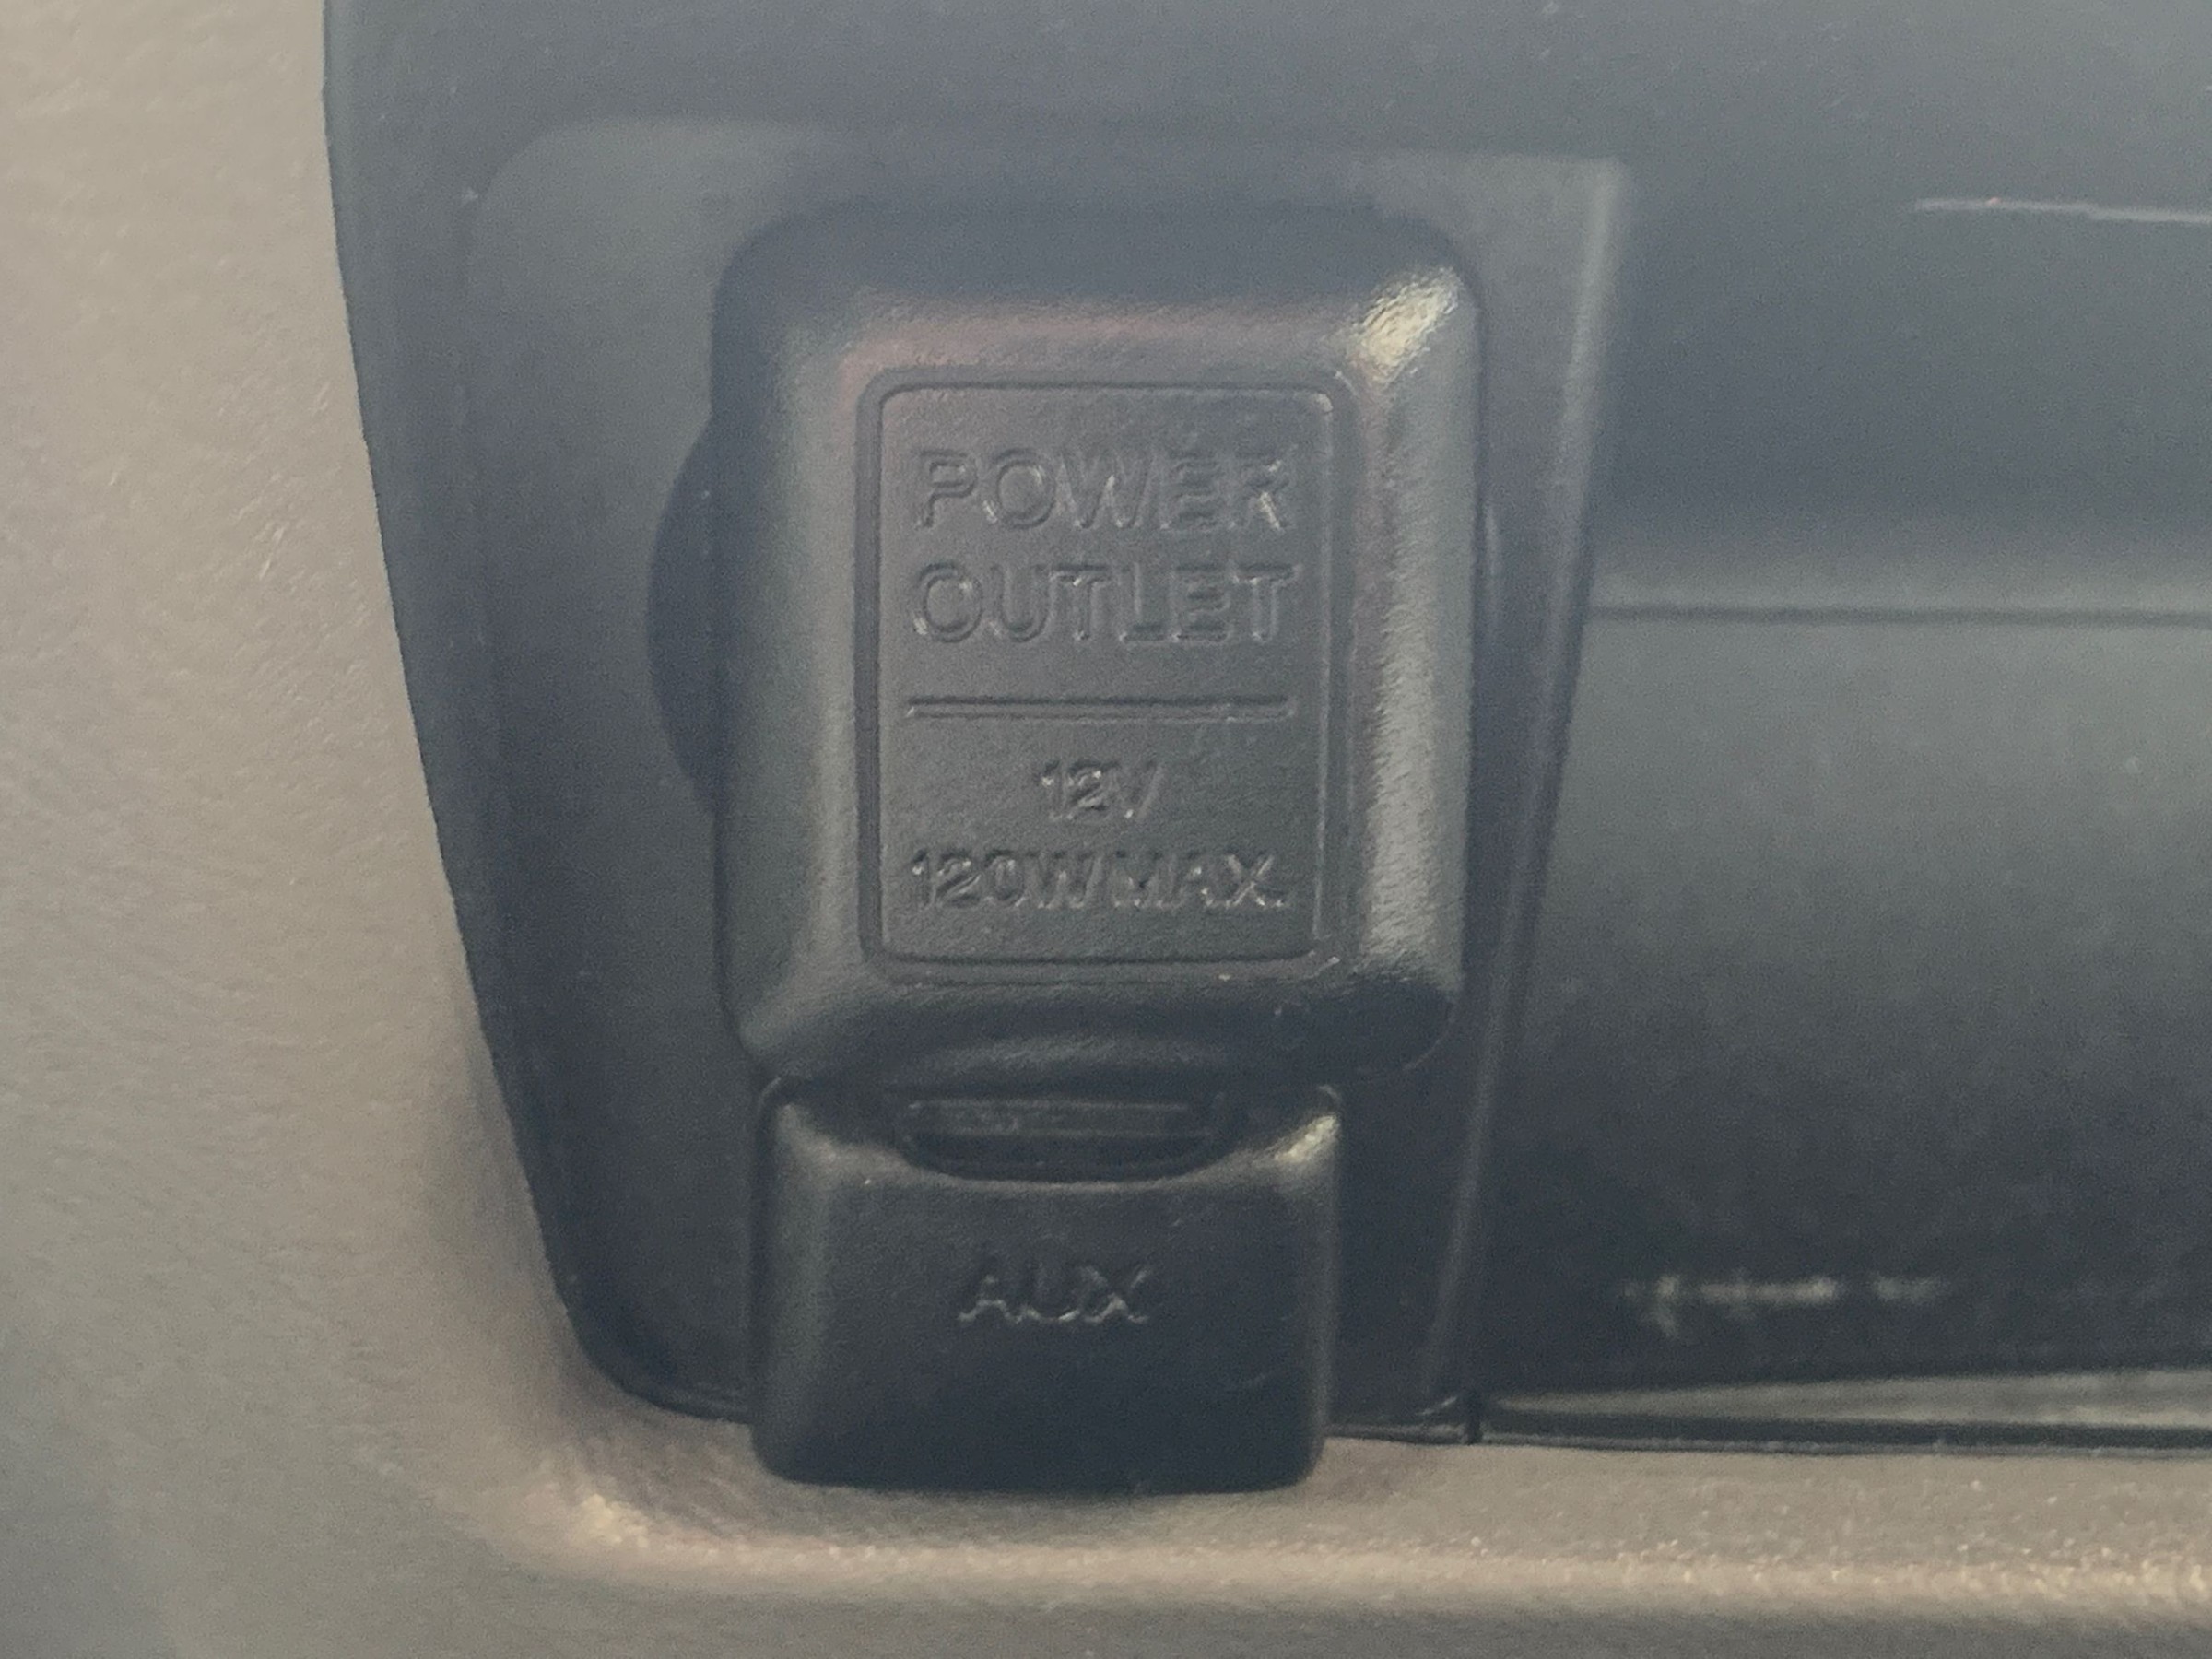 POWER
OUTLET
12V
120W MAX.
AUX